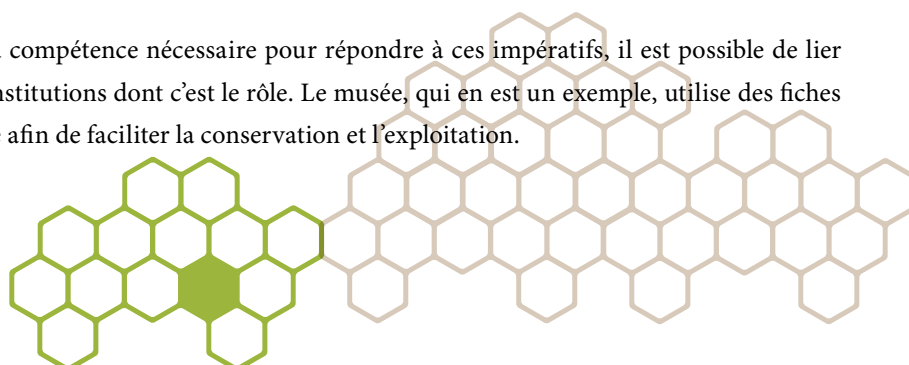 compétence nécessaire pour répondre à ces impératifs, il est possible de lier
nstitutions dont c'est le rôle. Le musée, qui en est un exemple, utilise des fiches
afin de faciliter la conservation et l'exploitation.